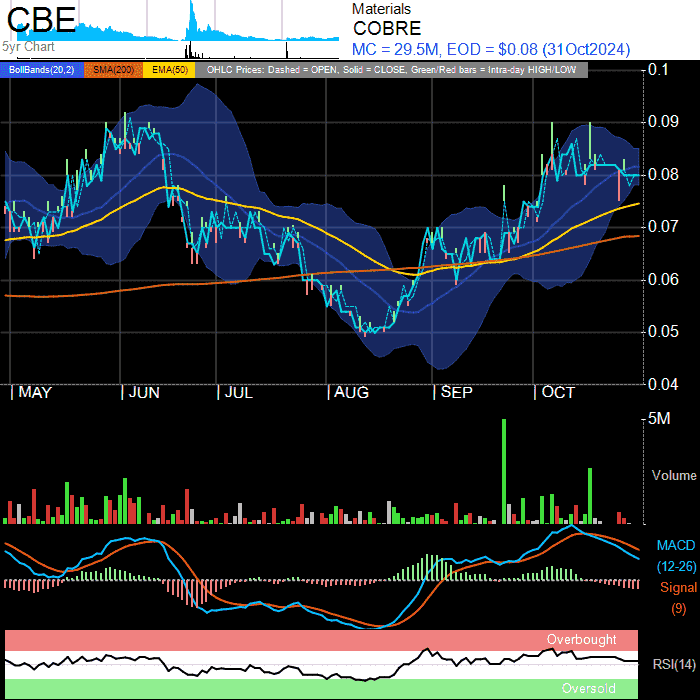 CBE
5yr Chart
Materials
COBRE
MC = 29.5M, EOD = $0.08 (31Oct2024)
BollBands(20,2) SMA(200) EMA(50) OHLC Prices: Dashed = OPEN, Solid = CLOSE, Green/Red bars = Intra-day HIGH/LOW
0.1
0.09
0.08
0.07
0.06
0.05
0.04
MAY JUN JUL AUG SEP OCT
5M
Volume
MACD
(12-26)
Signal
(9)
Overbought
RSI(14)
Oversold